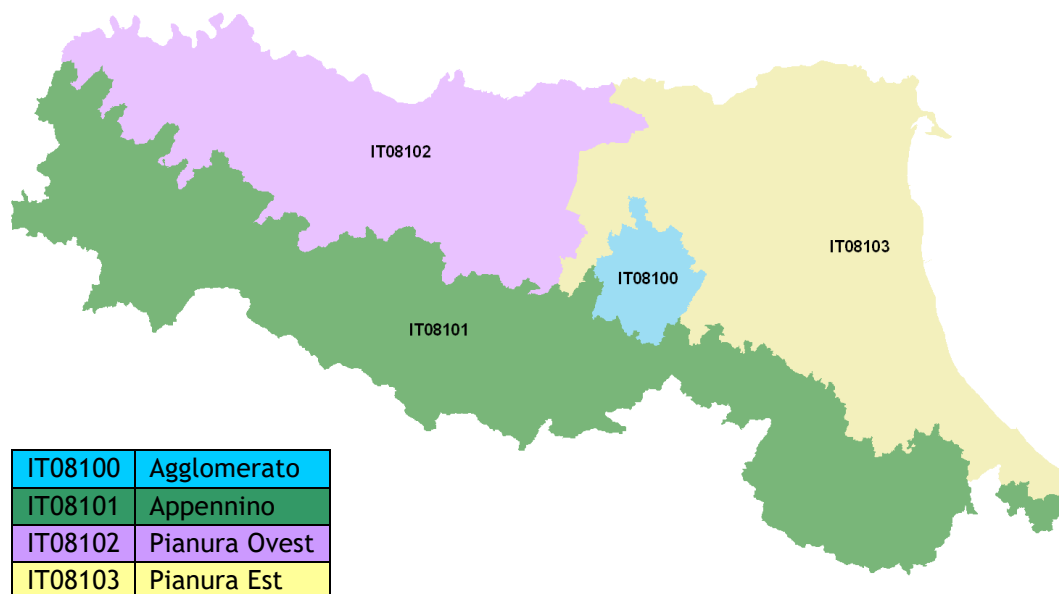 IT08102
IT08103
IT08100
IT08101
IT08100 Agglomerato
IT08101 Appennino
IT08102 Pianura Ovest
IT08103 Pianura Est